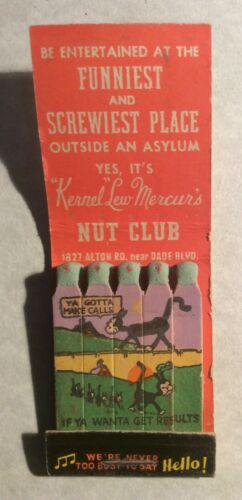 BE ENTERTAINED AT THE
FUNNIEST
AND
SCREWIEST PLACE
OUTSIDE AN ASYLUM
YES, IT'S
"Kernel" Lew Mercur's
NUT CLUB
1827 ALTON RD. near DADE BLVD.
YA GOTTA
MAKE CALLS
IF YA WANTA GET RESULTS
WE'RE NEVER
TOO BUSY TO SAY Hello!